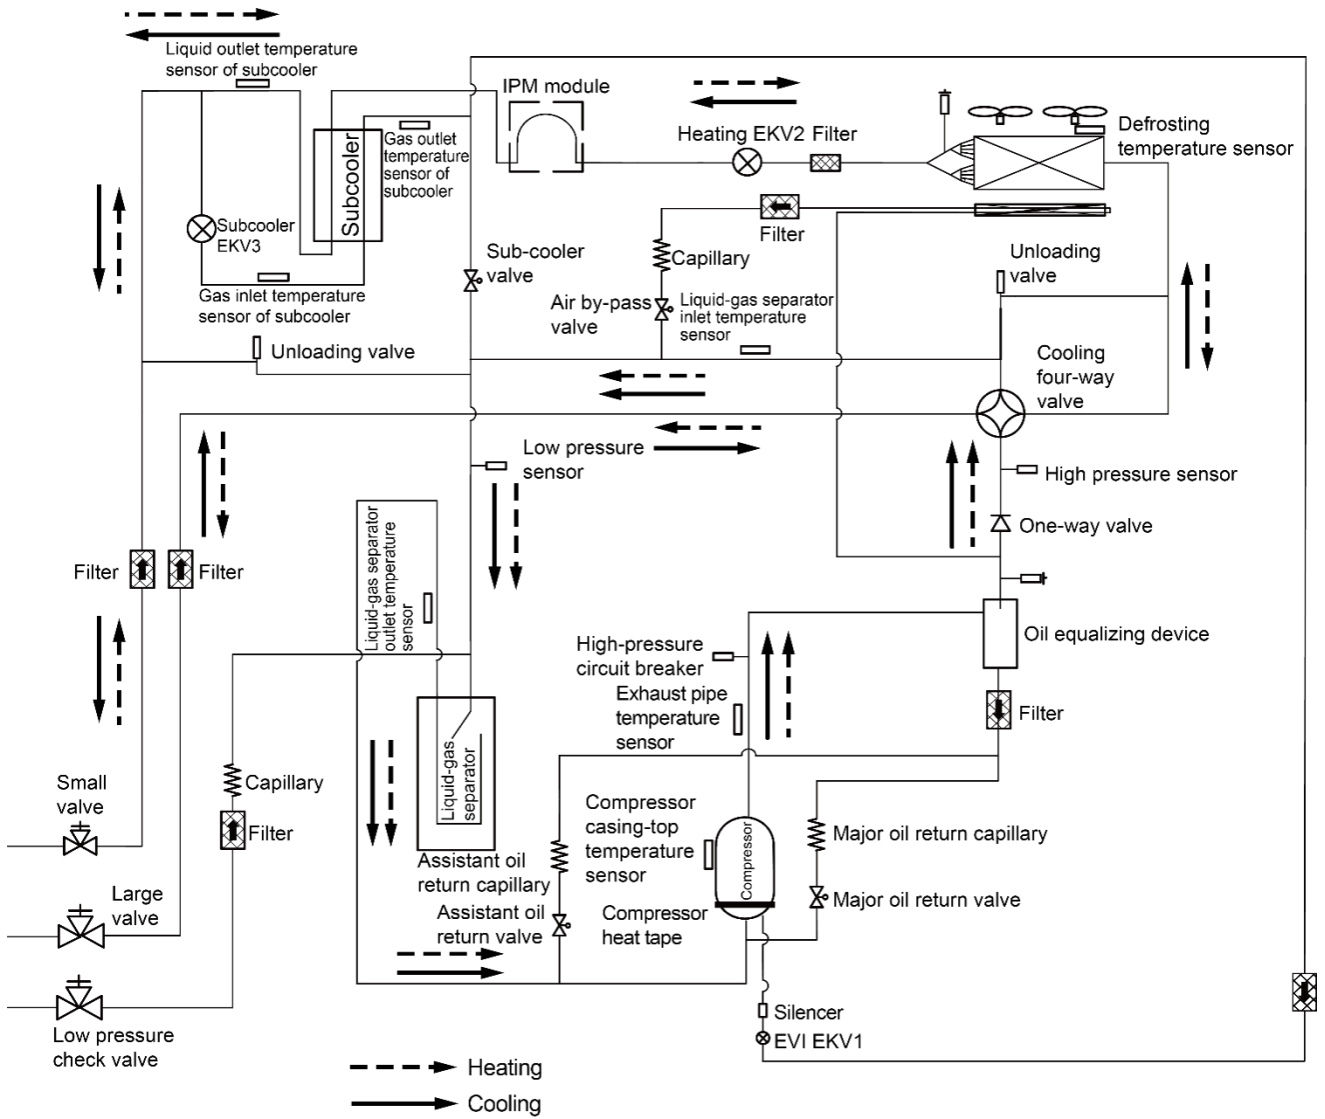 Liquid outlet temperature
sensor of subcooler
IPM module
Heating EKV2
Filter
Defrosting
temperature sensor
Subcooler
Gas outlet
temperature
sensor of
subcooler
Subcooler
EKV3
Filter
Gas inlet temperature
sensor of subcooler
Sub-cooler
valve
Capillary
Air by-pass
valve
Liquid-gas separator
inlet temperature
sensor
Unloading
valve
Unloading valve
Cooling
four-way
valve
Low pressure
sensor
High pressure sensor
One-way valve
Filter
Filter
Liquid-gas separator
outlet temperature
sensor
Oil equalizing device
High-pressure
circuit breaker
Exhaust pipe
temperature
sensor
Filter
Liquid-gas
separator
Small
valve
Capillary
Filter
Compressor
casing-top
temperature
sensor
Compressor
Major oil return capillary
Assistant oil
return capillary
Major oil return valve
Large
valve
Assistant oil
return valve
Compressor
heat tape
Silencer
EVI EKV1
Low pressure
check valve
Heating
Cooling